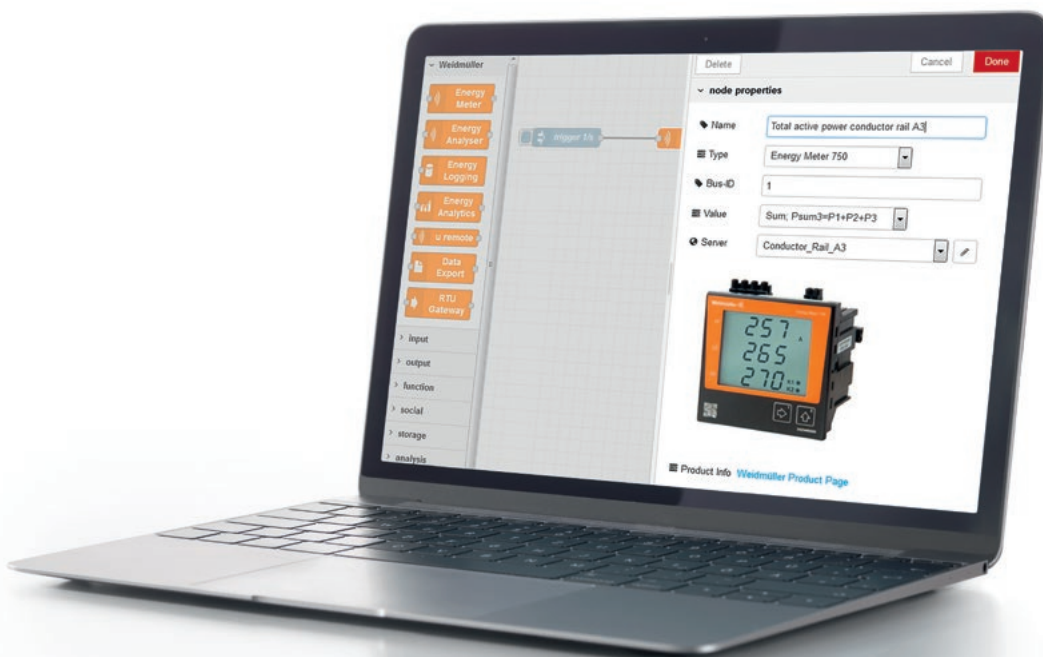 Weidmüller
Energy
Meter
Energy
Analyser
Energy
Logging
Energy
Analytics
u remote
Data
Export
RTU
Gateway
input
output
function
social
storage
analysis
trigger 1/s
Delete
Cancel
Done
node properties
Name
Total active power conductor rail A3
Type
Energy Meter 750
Bus-ID
1
Value
Sum; Psum3=P1+P2+P3
Server
Conductor_Rail_A3
257
A
265
270
K1
K2
Product Info Weidmüller Product Page